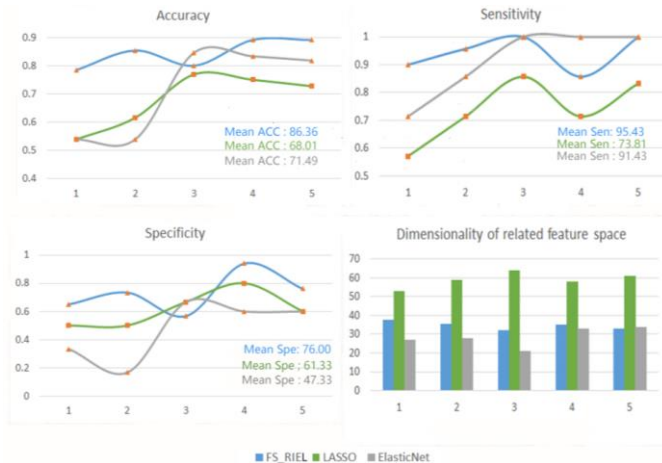 Accuracy
0.9
0.8
0.7
0.6
0.5
0.4
Mean ACC : 86.36
Mean ACC : 68.01
Mean ACC : 71.49
1 2 3 4 5
Sensitivity
1
0.9
0.8
0.7
0.6
0.5
Mean Sen: 95.43
Mean Sen : 73.81
Mean Sen : 91.43
1 2 3 4 5
Specificity
1
0.8
0.6
0.4
0.2
0
Mean Spe: 76.00
Mean Spe : 61.33
Mean Spe : 47.33
1 2 3 4 5
Dimensionality of related feature space
70
60
50
40
30
20
10
0
1 2 3 4 5
FS_RIEL LASSO ElasticNet